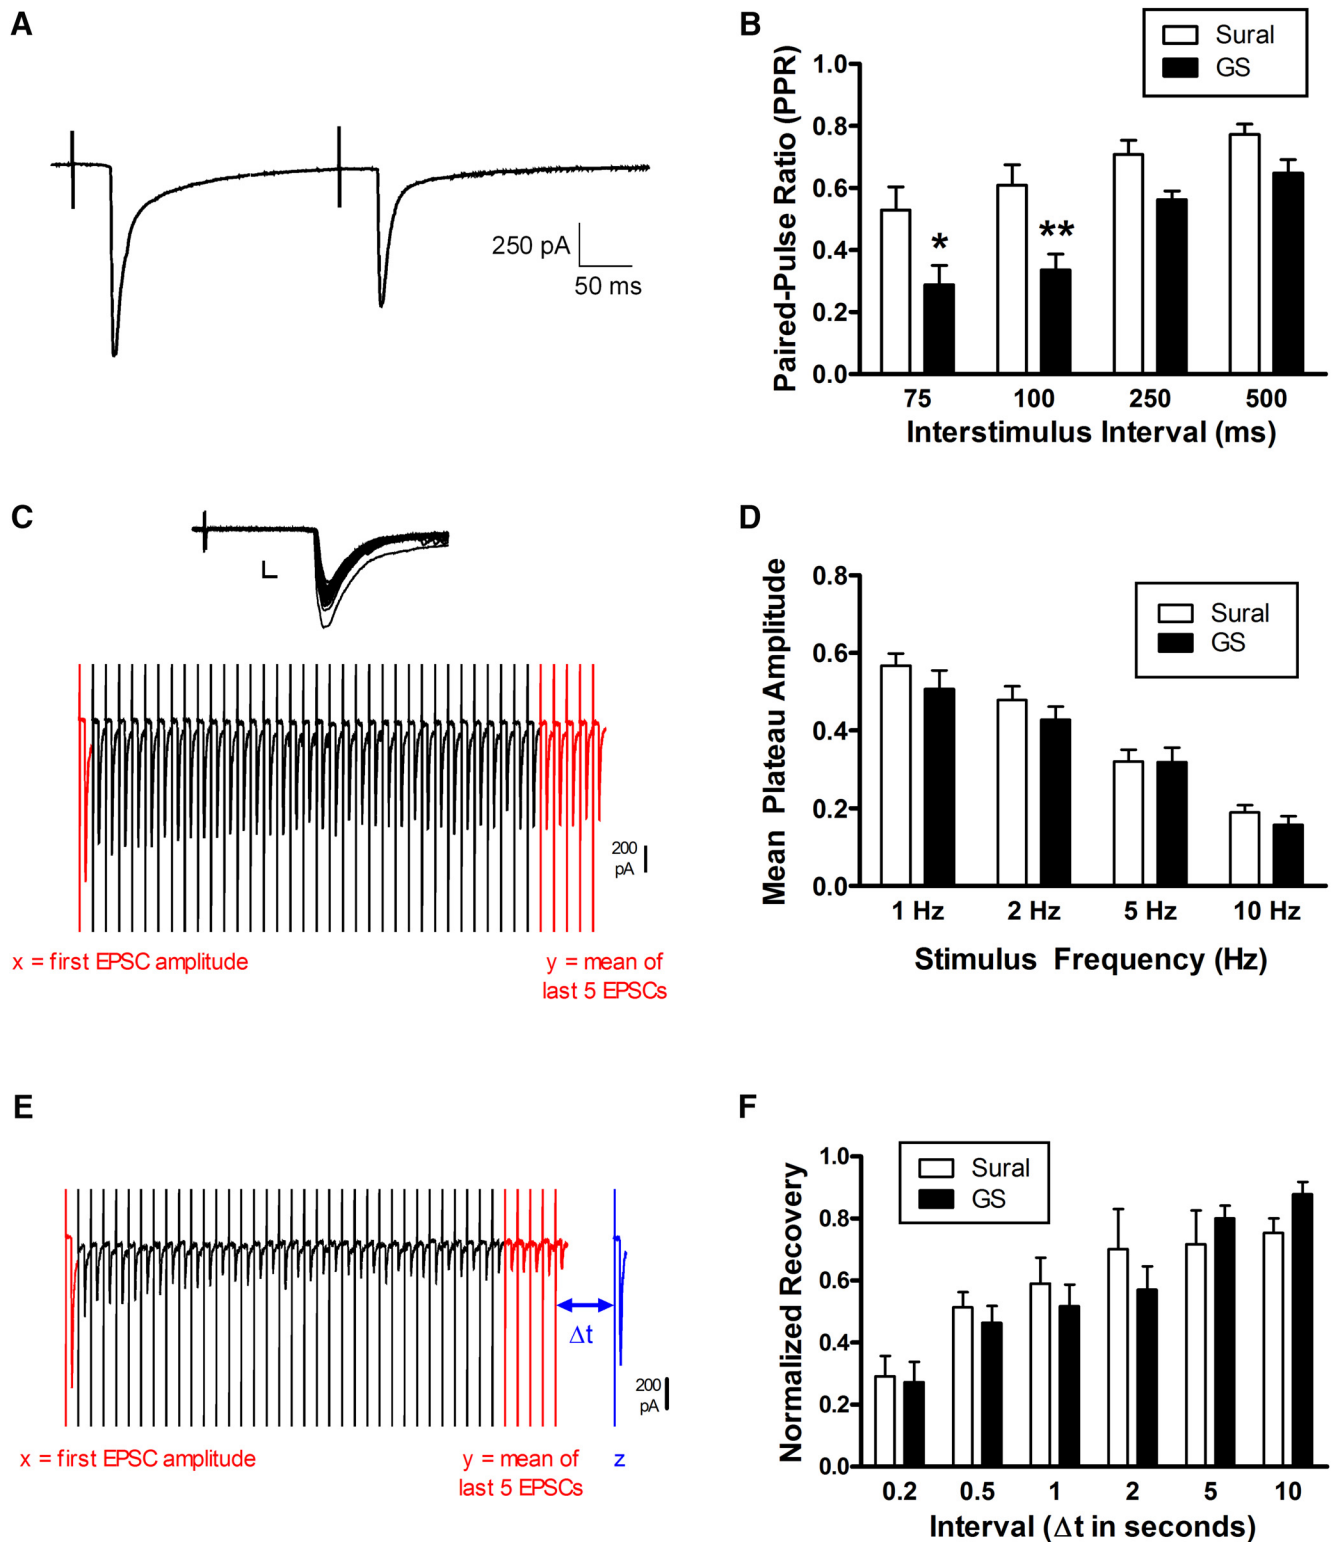 A
250 pA
50 ms
B
Sural
GS
Paired-Pulse Ratio (PPR)
1.0
0.8
0.6
0.4
0.2
0.0
*
**
75 100 250 500
Interstimulus Interval (ms)
C
200
pA
x = first EPSC amplitude
y = mean of
last 5 EPSCs
D
Sural
GS
Mean Plateau Amplitude
0.8
0.6
0.4
0.2
0.0
1 Hz 2 Hz 5 Hz 10 Hz
Stimulus Frequency (Hz)
E
Δt
200
pA
x = first EPSC amplitude
y = mean of
last 5 EPSCs
z
F
Sural
GS
Normalized Recovery
1.0
0.8
0.6
0.4
0.2
0.0
0.2 0.5 1 2 5 10
Interval (Δt in seconds)